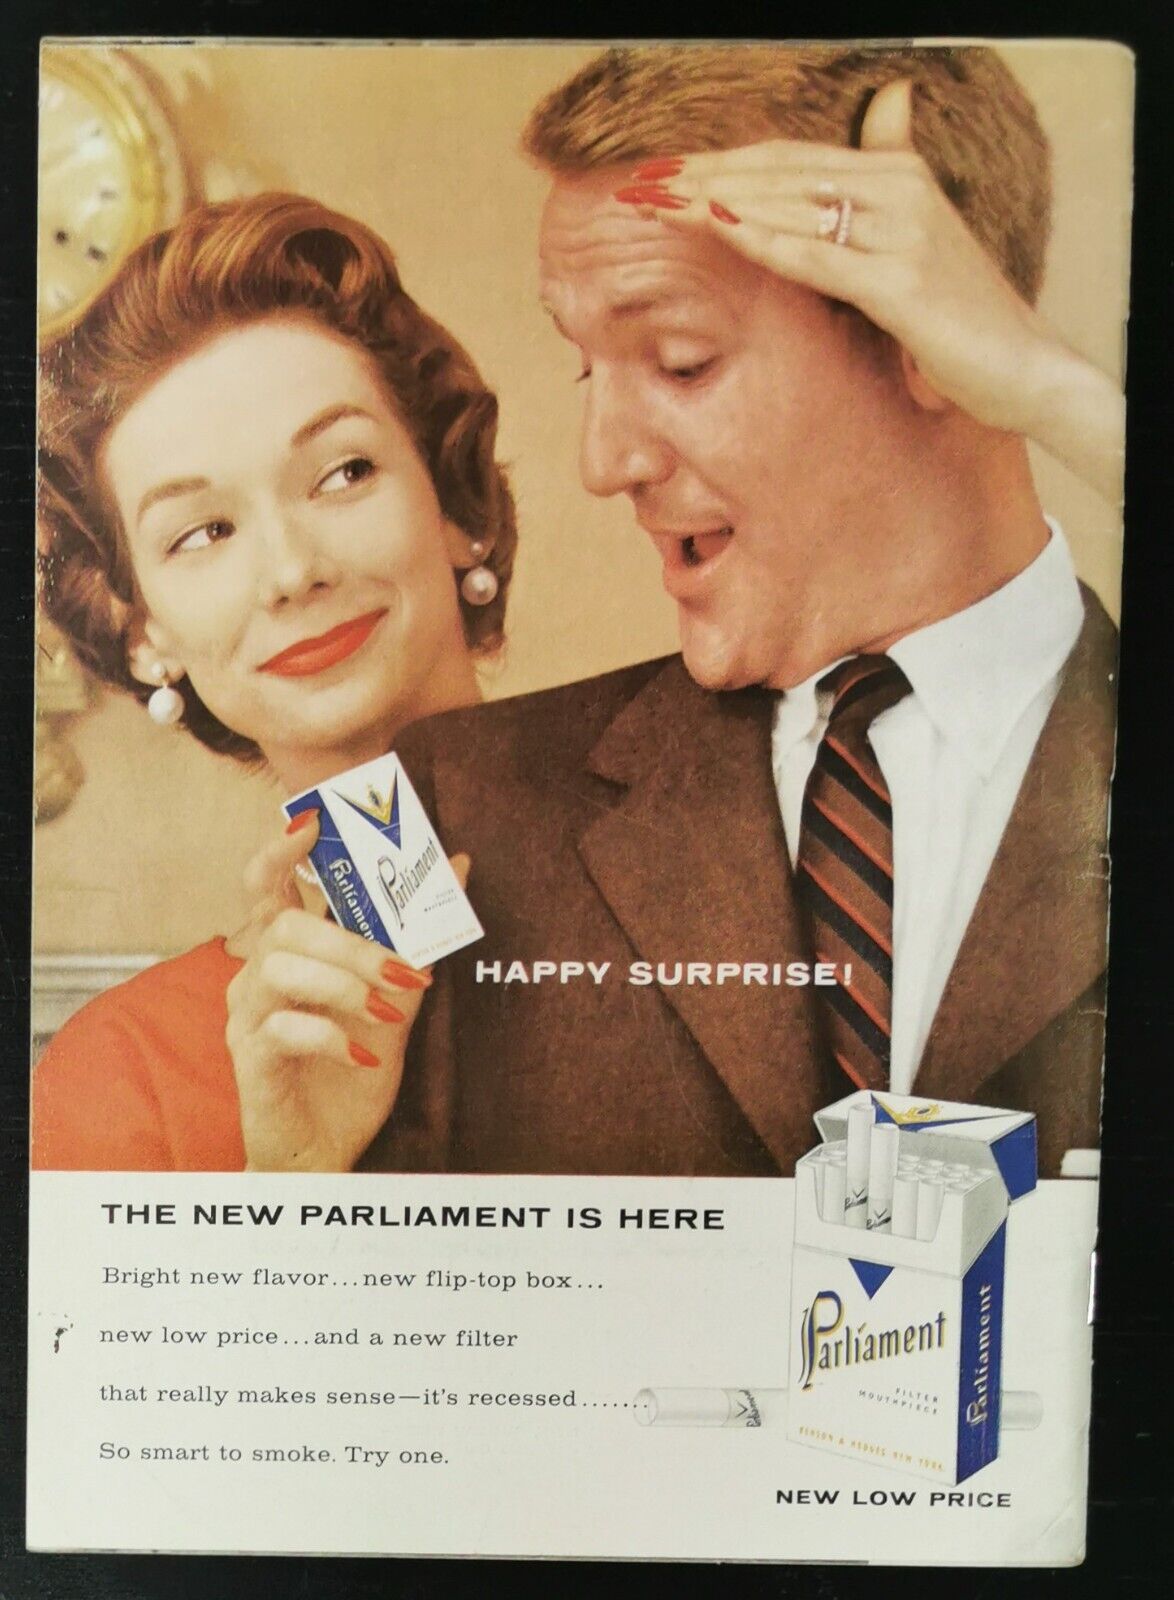 Parliament
Parliament
HAPPY SURPRISE!
THE NEW PARLIAMENT IS HERE
Bright new flavor...new flip-top box...
new low price...and a new filter
that really makes sense—it's recessed.......
So smart to smoke. Try one.
Parliament
FILTER
MOUTHPIECE
BENSON & HEDGES NEW YORK
Parliament
NEW LOW PRICE